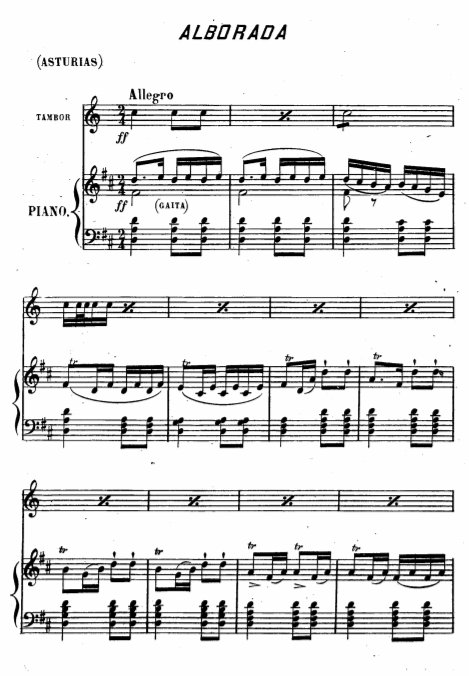 ALBORADA
(ASTURIAS)
Allegro
TAMBOR
ff
PIANO.
ff
(GAITA)
tr
tr
tr
tr
tr
tr
tr
tr
tr